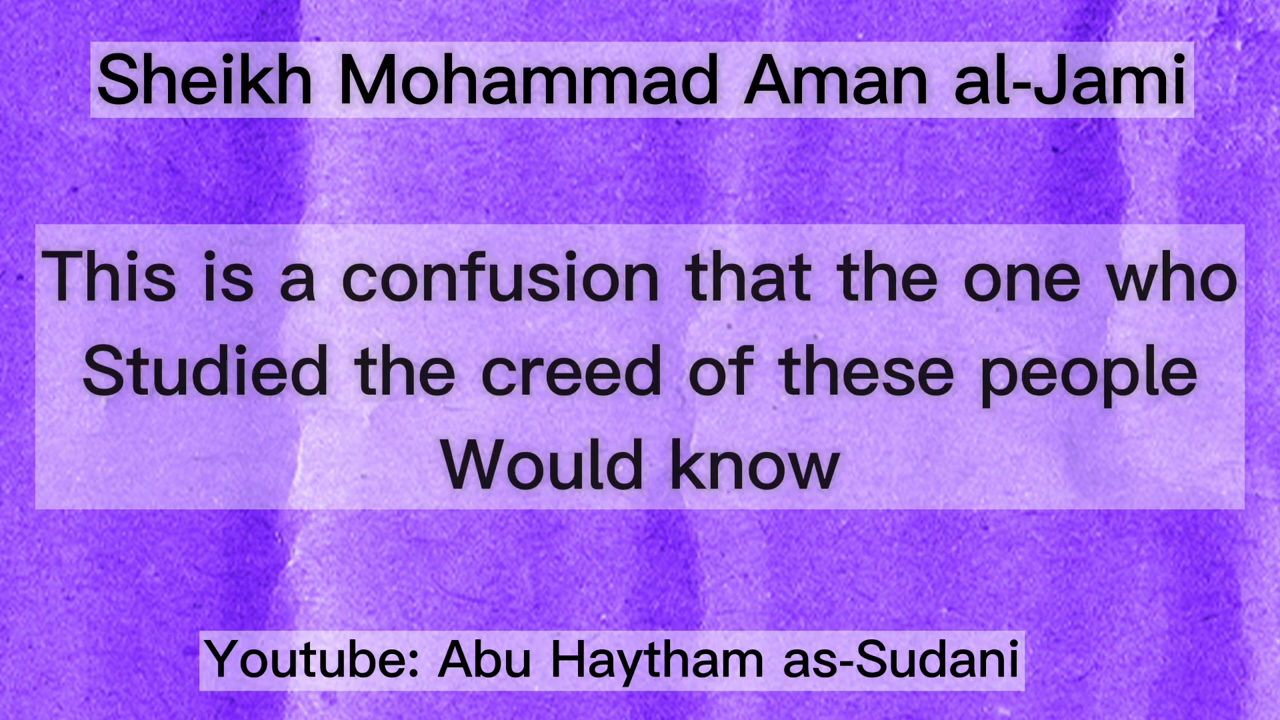 Sheikh Mohammad Aman al-Jami
This is a confusion that the one who
Studied the creed of these people
Would know
Youtube: Abu Haytham as-Sudani